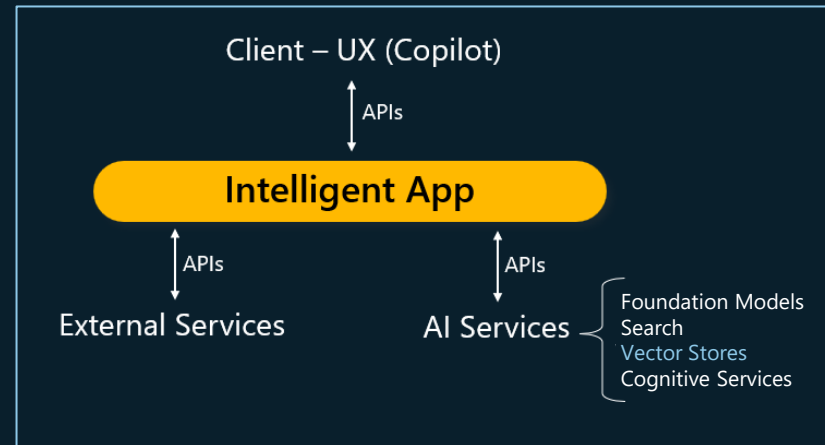 Client – UX (Copilot)
APIs
Intelligent App
APIs
APIs
External Services
AI Services
Foundation Models
Search
Vector Stores
Cognitive Services